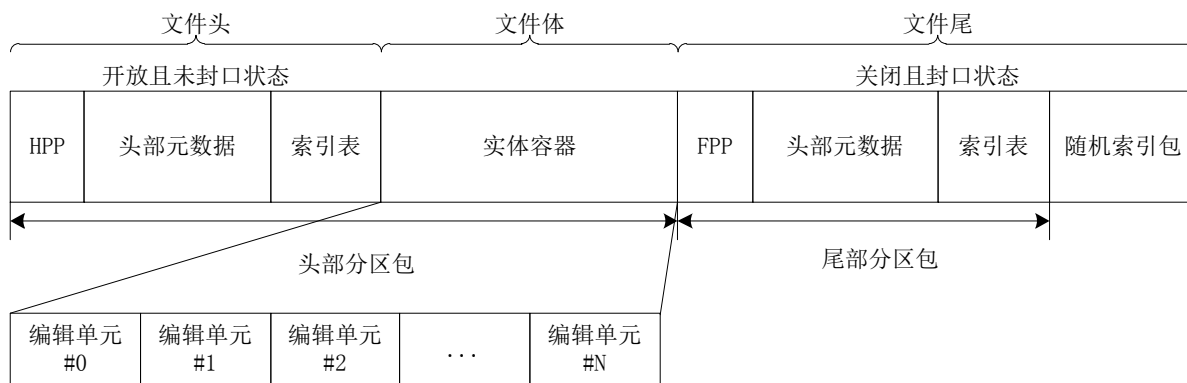 文件头 文件体 文件尾
开放且未封口状态 关闭且封口状态
HPP 头部元数据 索引表 实体容器 FPP 头部元数据 索引表 随机索引包
头部分区包 尾部分区包
编辑单元 编辑单元 编辑单元 ... 编辑单元
#0 #1 #2 #N